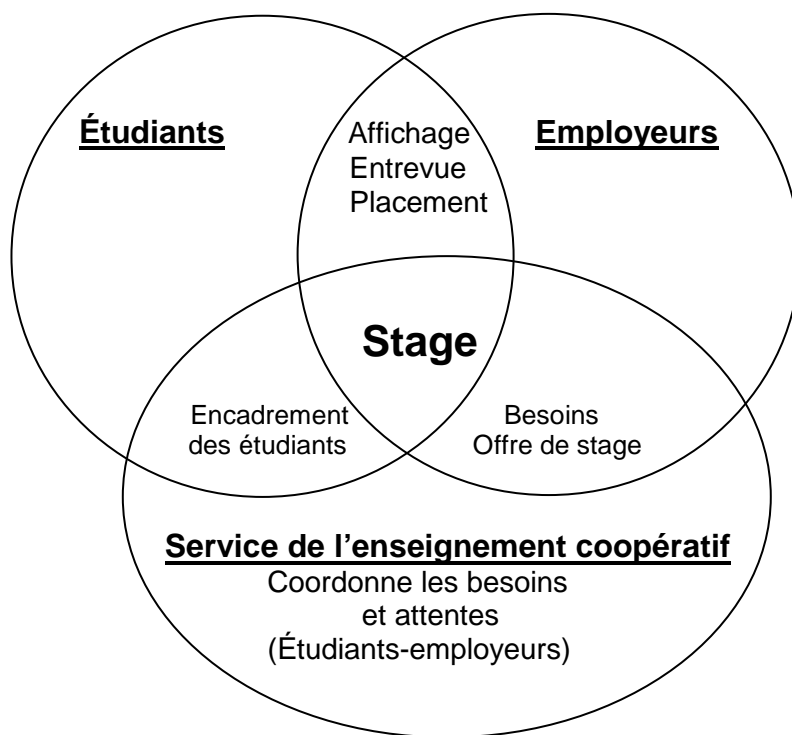 Étudiants
Affichage
Entrevue
Placement
Employeurs
Stage
Encadrement
des étudiants
Besoins
Offre de stage
Service de l’enseignement coopératif
Coordonne les besoins
et attentes
(Étudiants-employeurs)